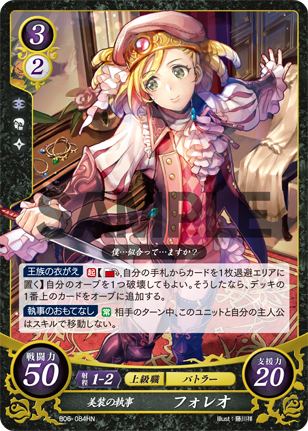 3
2
SAMPLE
僕…似合って…ますか?
王族の衣がえ 起【 ,自分の手札からカードを1枚退避エリアに
置く】自分のオーブを1つ破壊してもよい。そうしたなら、デッキの
1番上のカードをオーブに追加する。
執事のおもてなし 常 相手のターン中、このユニットと自分の主人公
はスキルで移動しない。
戦闘力
50
射程 1-2 上級職 バトラー
支援力
20
美装の執事 フォレオ
B06-084HN
Illust:藤川祥